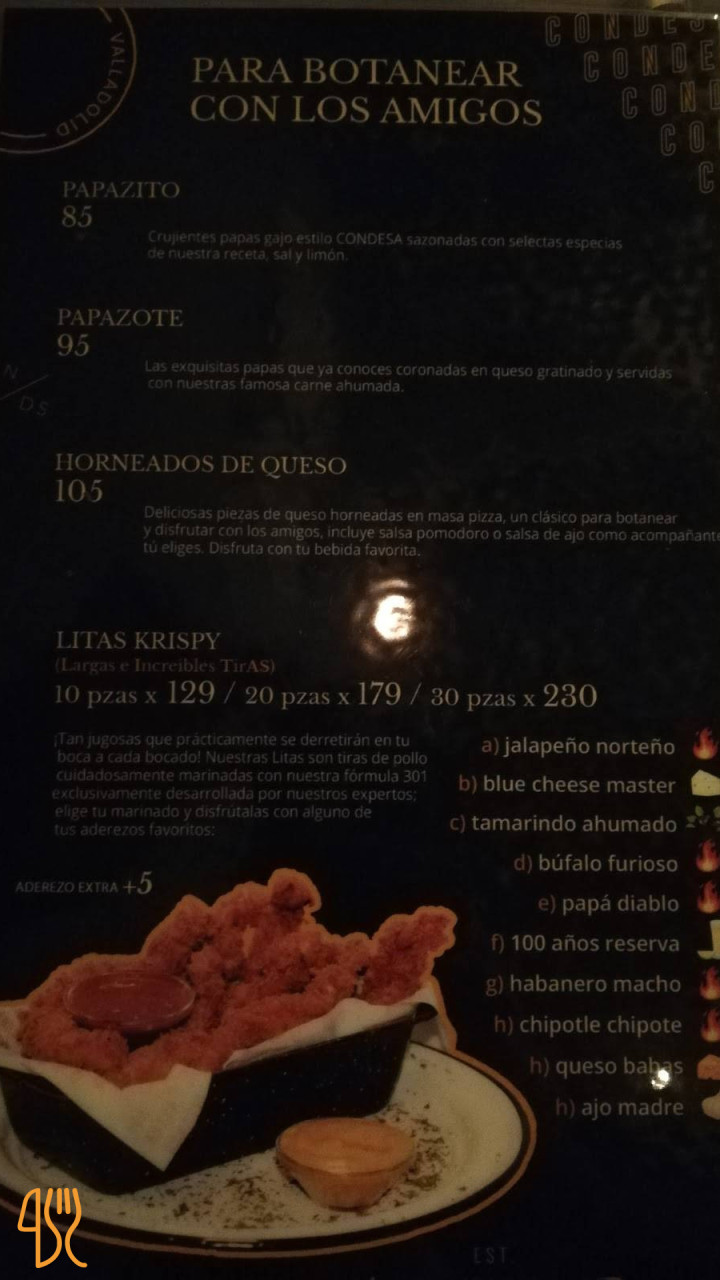 VALLADOLID
CONDES
CONDE
COND
CO
C
PARA BOTANEAR
CON LOS AMIGOS
PAPAZITO
85
Crujientes papas gajo estilo CONDESA sazonadas con selectas especias
de nuestra receta, sal y limón.
PAPAZOTE
95
Las exquisitas papas que ya conoces coronadas en queso gratinado y servidas
con nuestras famosa carne ahumada.
N
DS
HORNEADOS DE QUESO
105
Deliciosas piezas de queso horneadas en masa pizza, un clásico para botanear
y disfrutar con los amigos, incluye salsa pomodoro o salsa de ajo como acompañante
tú eliges. Disfruta con tu bebida favorita.
LITAS KRISPY
(Largas e Increíbles TirAS)
10 pzas x 129 / 20 pzas x 179 / 30 pzas x 230
¡Tan jugosas que prácticamente se derretirán en tu
boca a cada bocado! Nuestras Litas son tiras de pollo
cuidadosamente marinadas con nuestra fórmula 301
exclusivamente desarrollada por nuestros expertos;
elige tu marinado y disfrútalas con alguno de
tus aderezos favoritos:
ADEREZO EXTRA +5
a) jalapeño norteño
b) blue cheese master
c) tamarindo ahumado
d) búfalo furioso
e) papá diablo
f) 100 años reserva
g) habanero macho
h) chipotle chipote
h) queso babas
h) ajo madre
EST